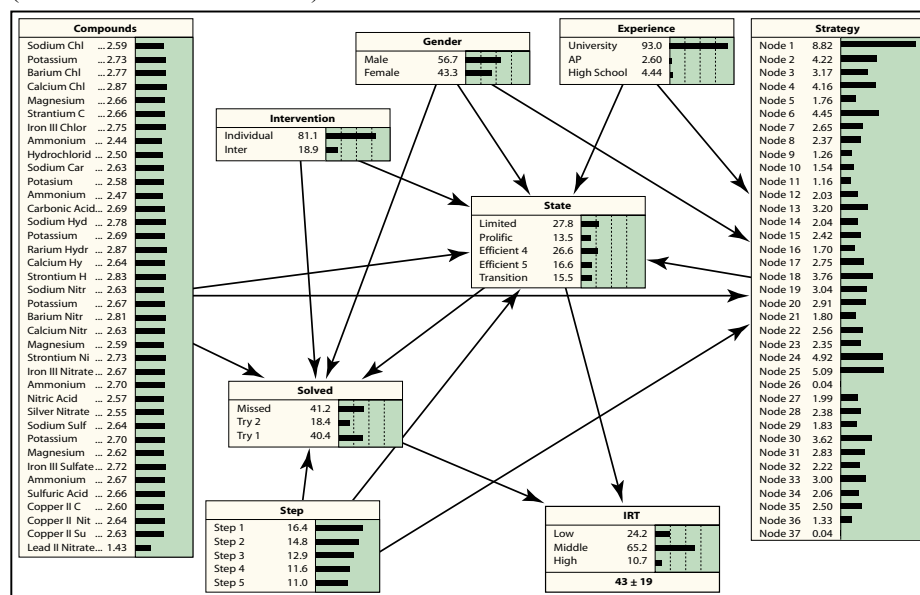 Compounds
Sodium Chl ... 2.59
Potassium ... 2.73
Barium Chl ... 2.77
Calcium Chl ... 2.87
Magnesium ... 2.66
Strantium C ... 2.66
Iron III Chlor ... 2.75
Ammonium ... 2.44
Hydrochlorid ... 2.50
Sodium Car ... 2.63
Potasium ... 2.58
Ammonium ... 2.47
Carbonic Acid... 2.69
Sodium Hyd ... 2.78
Potassium ... 2.69
Rarium Hydr ... 2.87
Calcium Hy ... 2.64
Strontium H ... 2.83
Sodium Nitr ... 2.63
Potassium ... 2.67
Barium Nitr ... 2.81
Calcium Nitr ... 2.63
Magnesium ... 2.59
Strontium Ni ... 2.73
Iron III Nitrate... 2.67
Ammonium ... 2.70
Nitric Acid ... 2.57
Silver Nitrate ... 2.55
Sodium Sulf ... 2.64
Potassium ... 2.70
Magnesium ... 2.62
Iron III Sulfate... 2.72
Ammonium ... 2.67
Sulfuric Acid ... 2.66
Copper II C ... 2.60
Copper II Nit ... 2.64
Copper II Su ... 2.63
Lead II Nitrate... 1.43
Gender
Male 56.7
Female 43.3
Experience
University 93.0
AP 2.60
High School 4.44
Intervention
Individual 81.1
Inter 18.9
State
Limited 27.8
Prolific 13.5
Efficient 4 26.6
Efficient 5 16.6
Transition 15.5
Solved
Missed 41.2
Try 2 18.4
Try 1 40.4
Step
Step 1 16.4
Step 2 14.8
Step 3 12.9
Step 4 11.6
Step 5 11.0
IRT
Low 24.2
Middle 65.2
High 10.7
43 ± 19
Strategy
Node 1 8.82
Node 2 4.22
Node 3 3.17
Node 4 4.16
Node 5 1.76
Node 6 4.45
Node 7 2.65
Node 8 2.37
Node 9 1.26
Node 10 1.54
Node 11 1.16
Node 12 2.03
Node 13 3.20
Node 14 2.04
Node 15 2.42
Node 16 1.70
Node 17 2.75
Node 18 3.76
Node 19 3.04
Node 20 2.91
Node 21 1.80
Node 22 2.56
Node 23 2.35
Node 24 4.92
Node 25 5.09
Node 26 0.04
Node 27 1.99
Node 28 2.38
Node 29 1.83
Node 30 3.62
Node 31 2.83
Node 32 2.22
Node 33 3.00
Node 34 2.06
Node 35 2.50
Node 36 1.33
Node 37 0.04